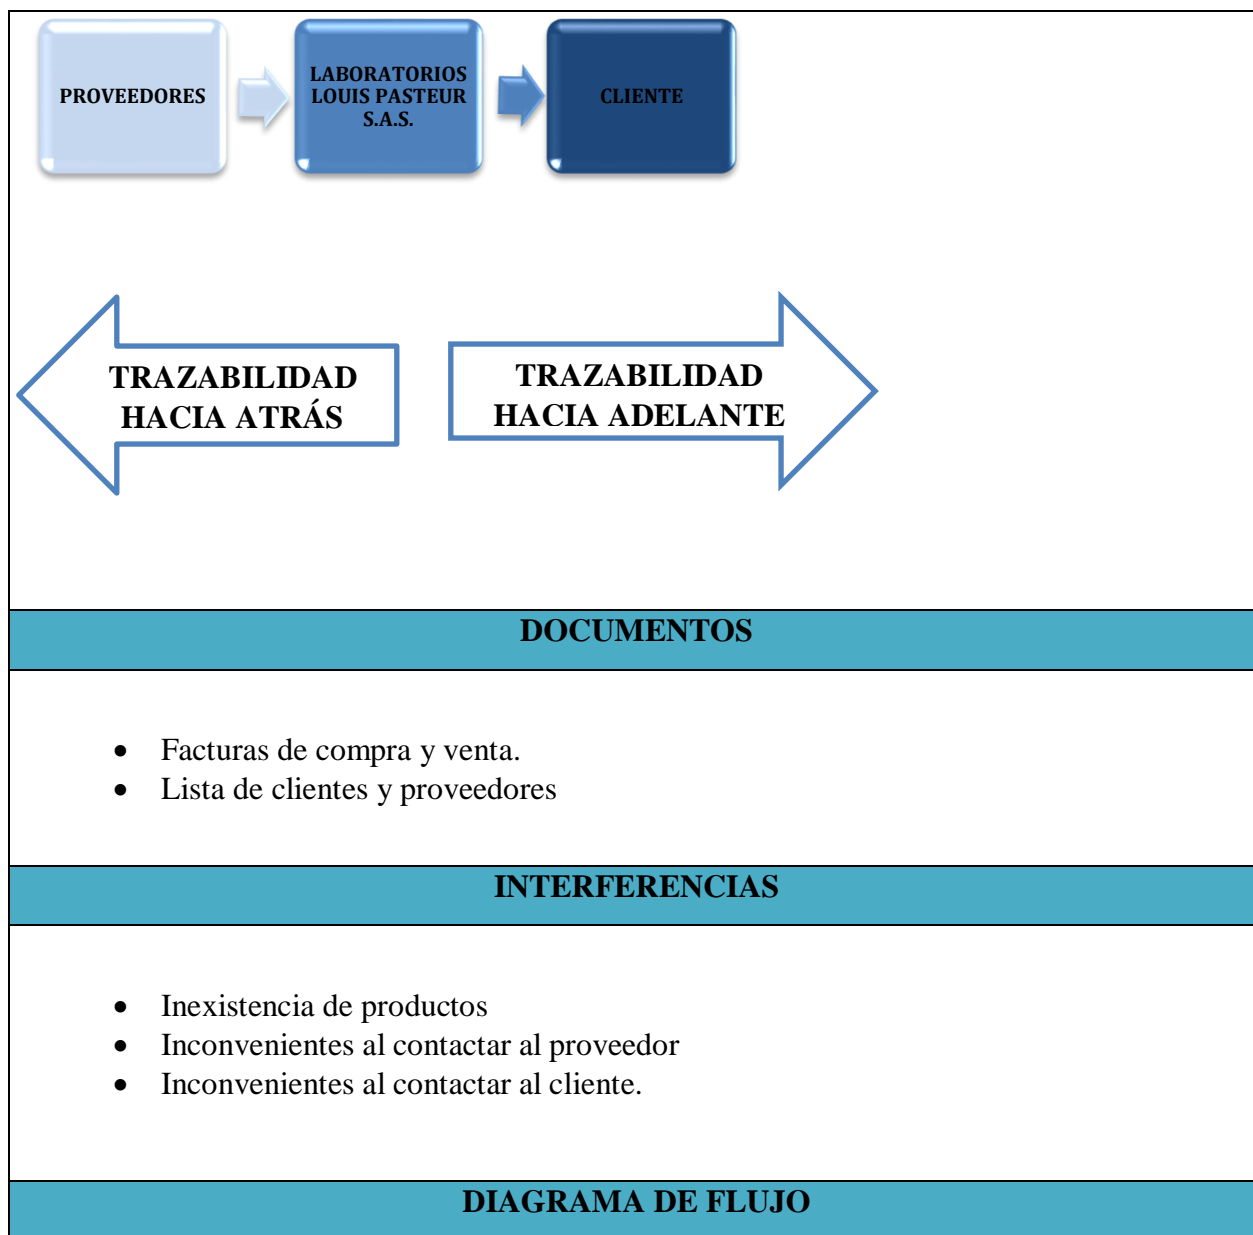 PROVEEDORES
LABORATORIOS
LOUIS PASTEUR
S.A.S.
CLIENTE
TRAZABILIDAD
HACIA ATRÁS
TRAZABILIDAD
HACIA ADELANTE
DOCUMENTOS
• Facturas de compra y venta.
• Lista de clientes y proveedores
INTERFERENCIAS
• Inexistencia de productos
• Inconvenientes al contactar al proveedor
• Inconvenientes al contactar al cliente.
DIAGRAMA DE FLUJO